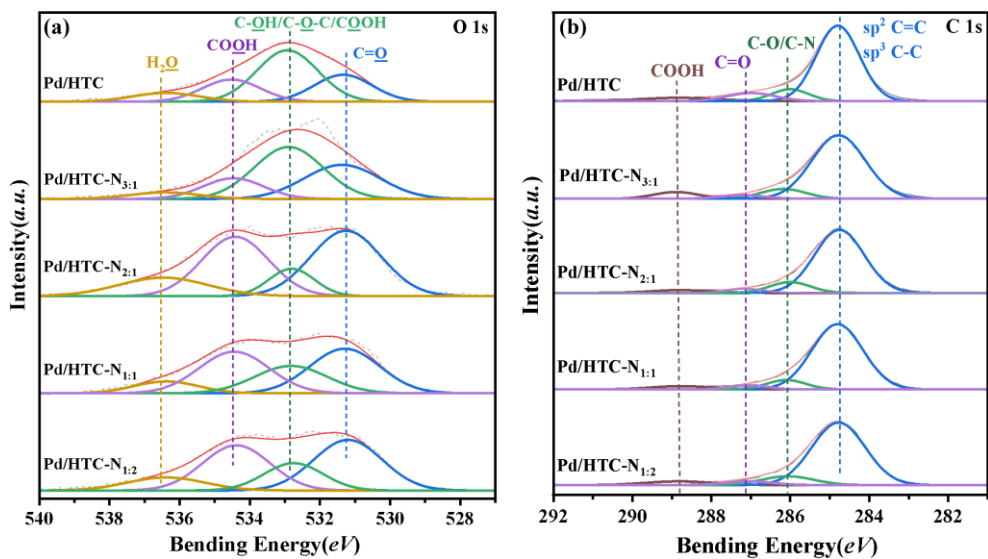 (a)
C-OH/C-O-C/COOH
O 1s
COOH
H₂O
C=O
Pd/HTC
Pd/HTC-N₃:₁
Pd/HTC-N₂:₁
Pd/HTC-N₁:₁
Pd/HTC-N₁:₂
Intensity(a.u.)
540 538 536 534 532 530 528
Bending Energy(eV)
(b)
sp² C=C
C 1s
C-O/C-N
sp³ C-C
COOH
C=O
Pd/HTC
Pd/HTC-N₃:₁
Pd/HTC-N₂:₁
Pd/HTC-N₁:₁
Pd/HTC-N₁:₂
Intensity(a.u.)
292 290 288 286 284 282
Bending Energy(eV)